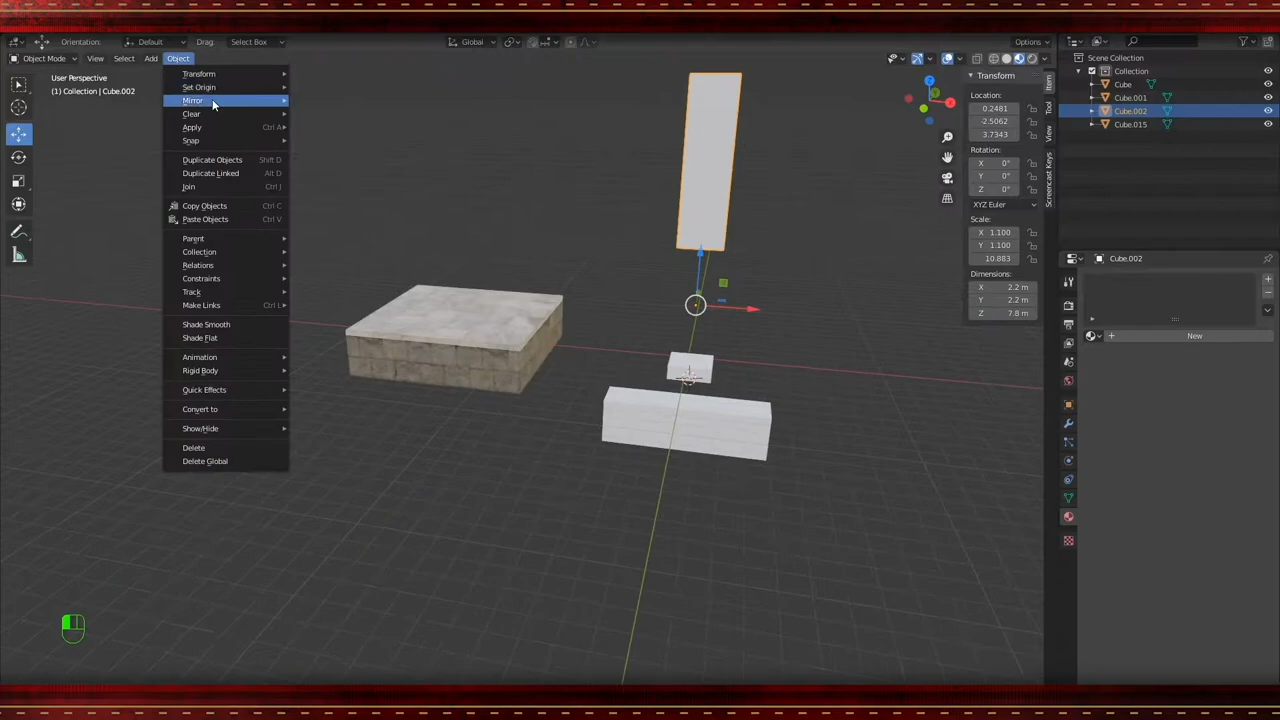 Orientation: Default Drag: Select Box Global Options
Object Mode View Select Add Object
User Perspective
(1) Collection | Cube.002
Transform
Set Origin
Mirror
Clear
Apply Ctrl A
Snap
Duplicate Objects Shift D
Duplicate Linked Alt D
Join Ctrl J
Copy Objects Ctrl C
Paste Objects Ctrl V
Parent
Collection
Relations
Constraints
Track
Make Links Ctrl L
Shade Smooth
Shade Flat
Animation
Rigid Body
Quick Effects
Convert to
Show/Hide
Delete
Delete Global
Z
X
Transform
Location:
0.2481
-2.5062
3.7343
Rotation:
X 0°
Y 0°
Z 0°
XYZ Euler
Scale:
X 1.100
Y 1.100
10.883
Dimensions:
X 2.2 m
Y 2.2 m
Z 7.8 m
Item
Tool
View
Screencast Keys
Scene Collection
Collection
Cube
Cube.001
Cube.002
Cube.015
Cube.002
New